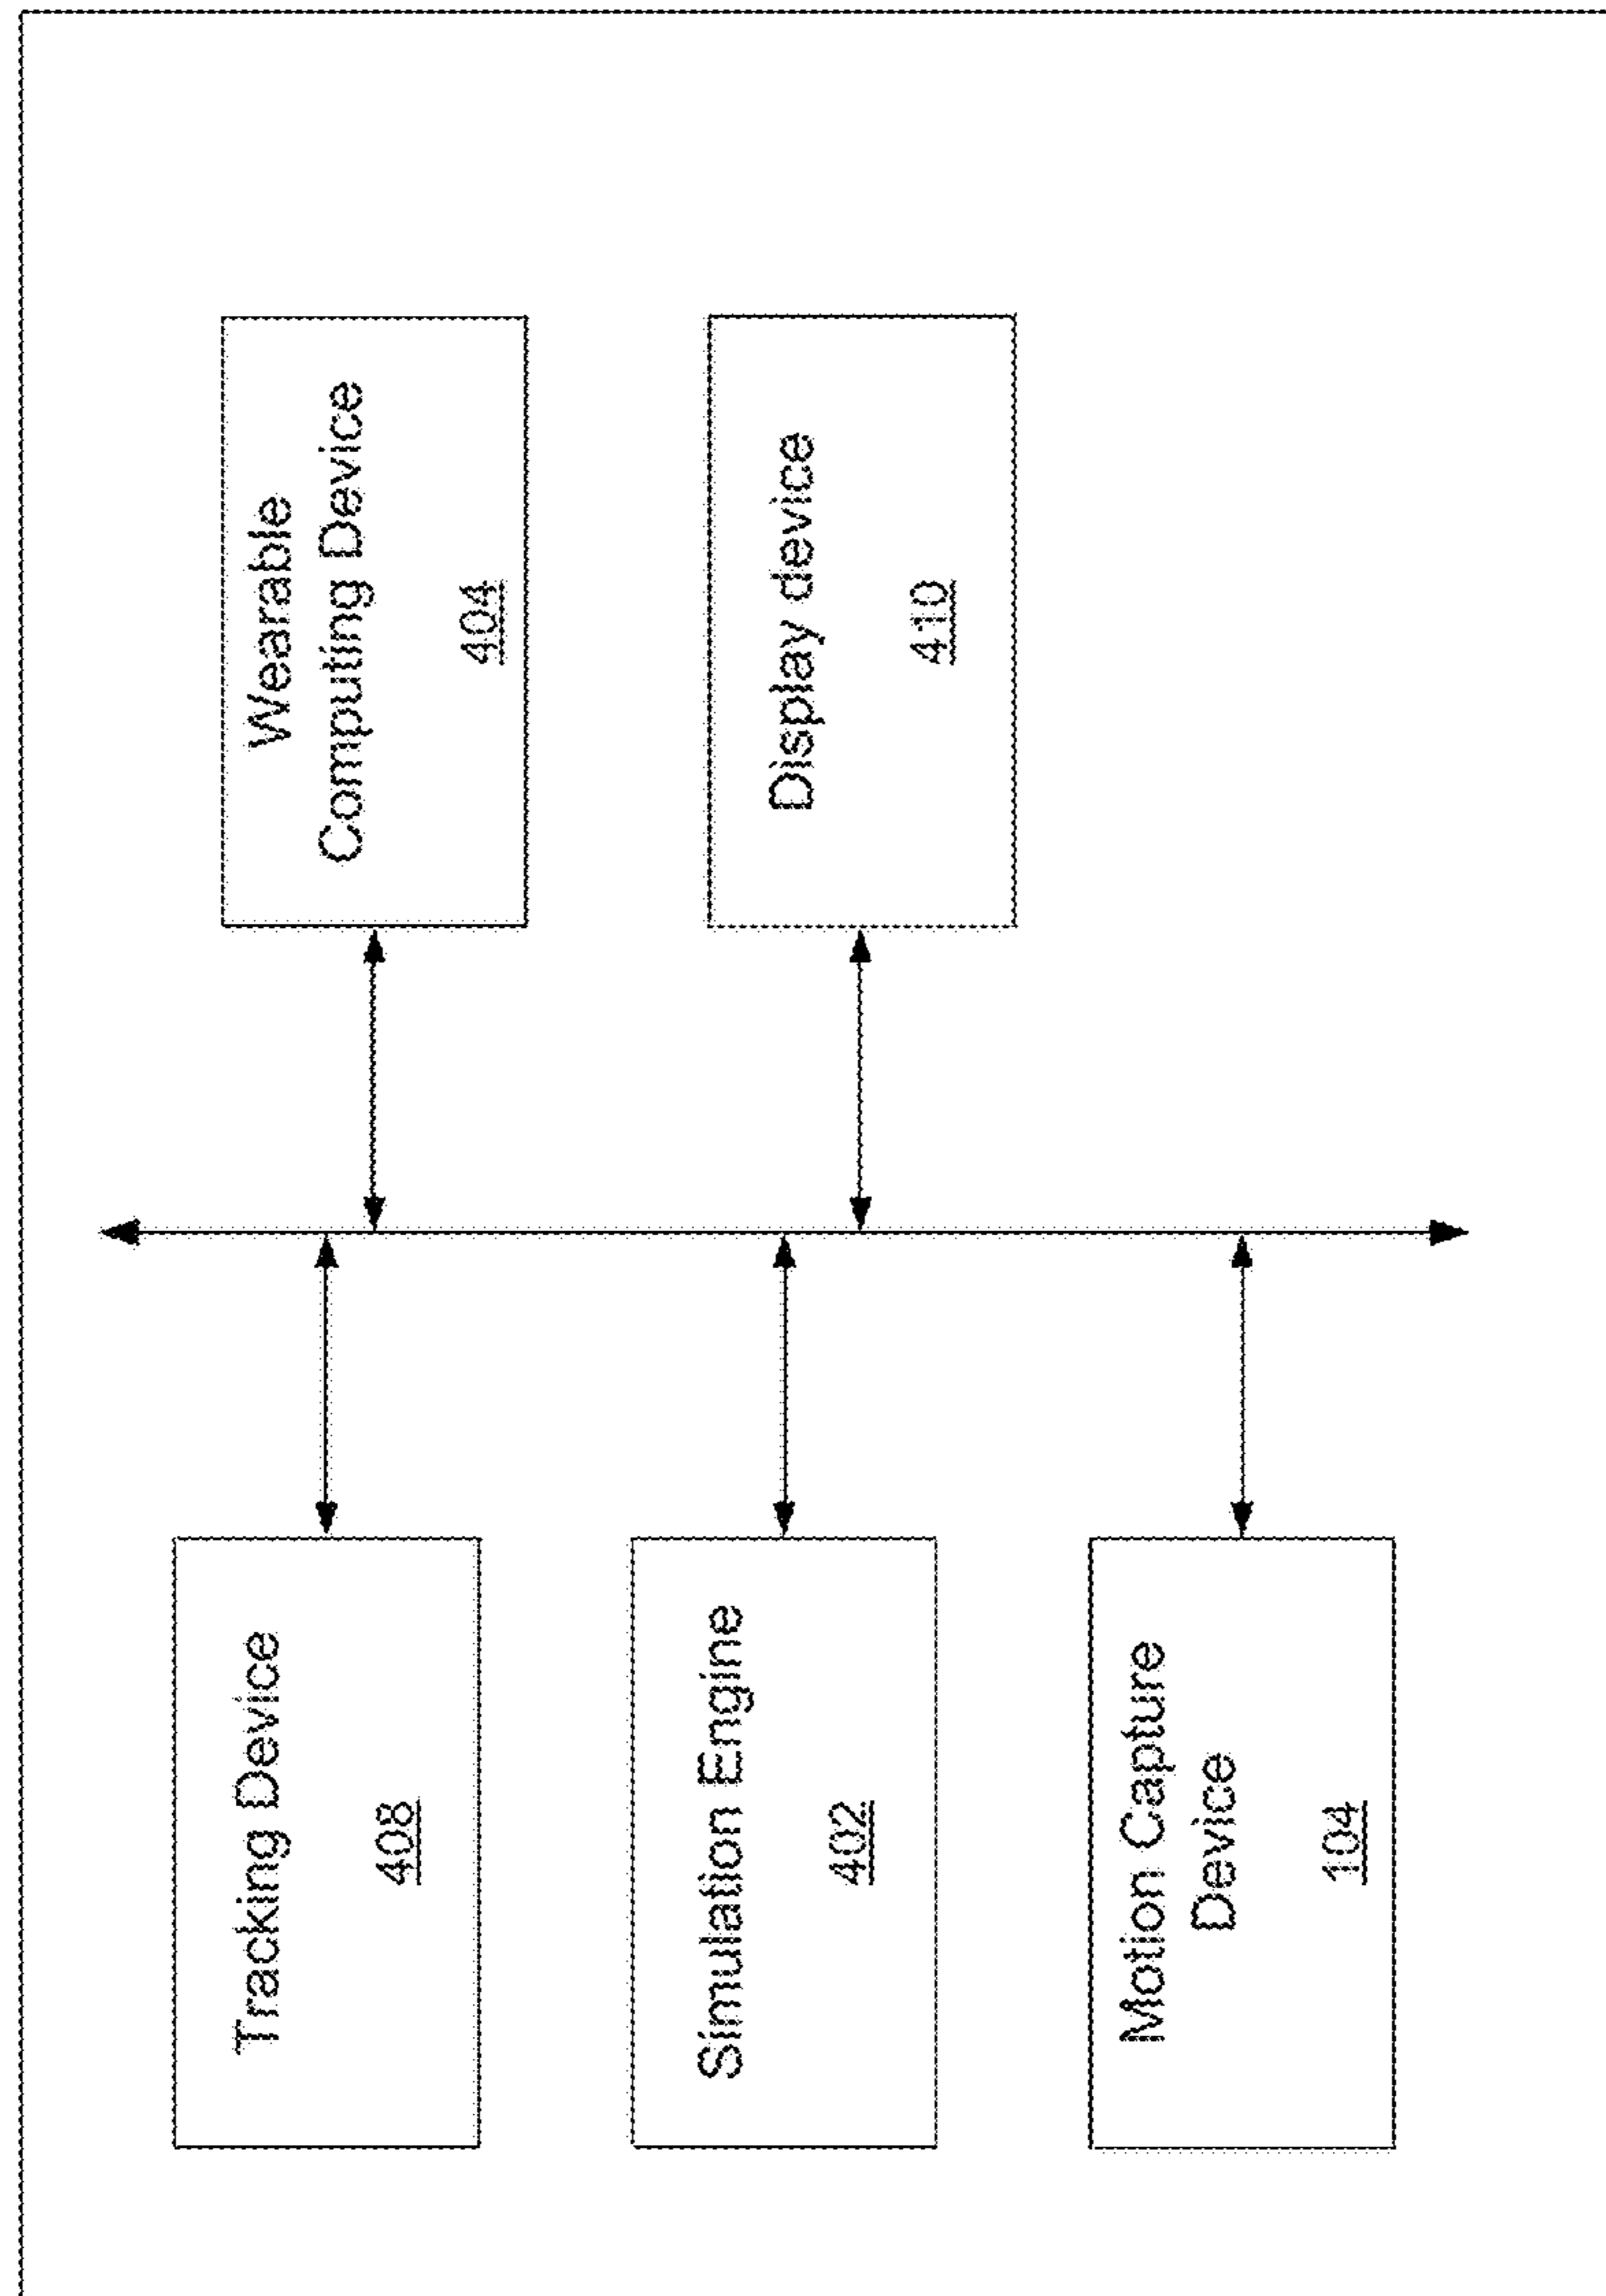 Tracking Device
408
Simulation Engine
402
Motion Capture
Device
104
Wearable
Computing Device
404
Display device
410